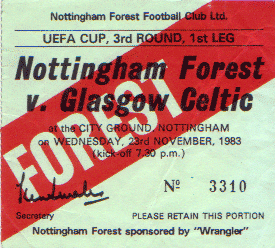 Nottingham Forest Football Club Ltd.
UEFA CUP, 3rd ROUND, 1st LEG
Nottingham Forest
v. Glasgow Celtic
at the CITY GROUND, NOTTINGHAM
on WEDNESDAY, 23rd NOVEMBER, 1983
(kick-off 7.30 p.m.)
FOREST
Nº 3310
Secretary PLEASE RETAIN THIS PORTION
Nottingham Forest sponsored by "Wrangler"